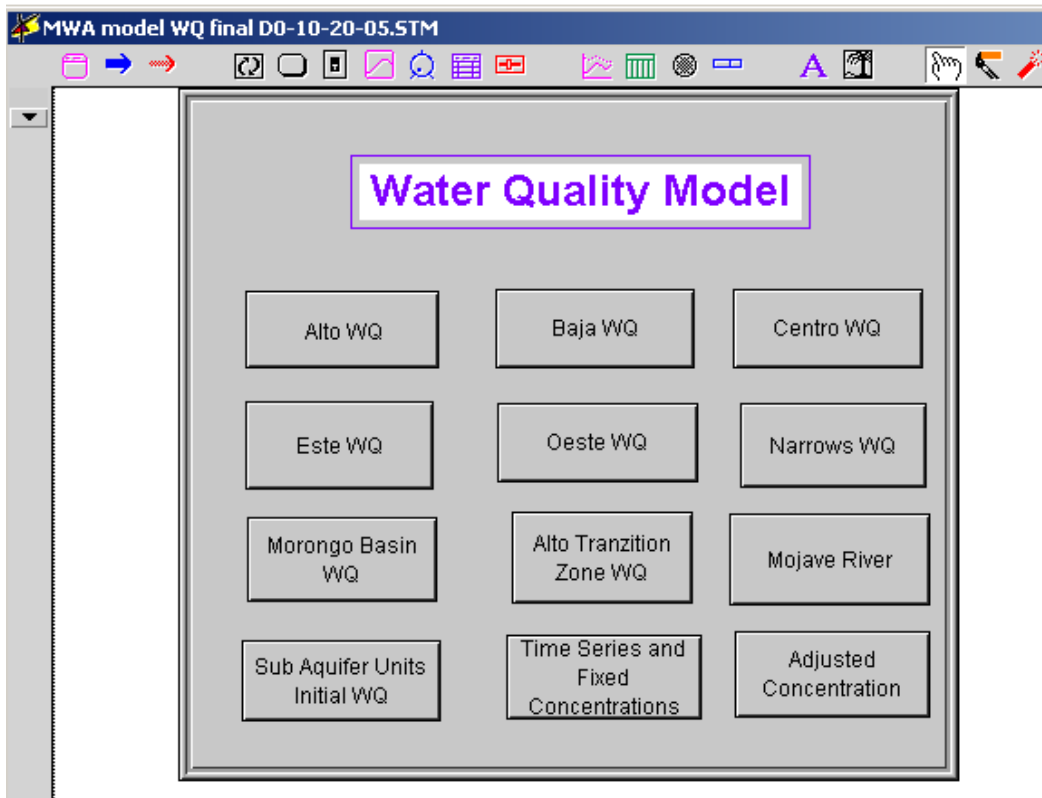 MWA model WQ final D0-10-20-05.STM
A
Water Quality Model
Alto WQ
Baja WQ
Centro WQ
Este WQ
Oeste WQ
Narrows WQ
Morongo Basin
WQ
Alto Tranzition
Zone WQ
Mojave River
Sub Aquifer Units
Initial WQ
Time Series and
Fixed
Concentrations
Adjusted
Concentration